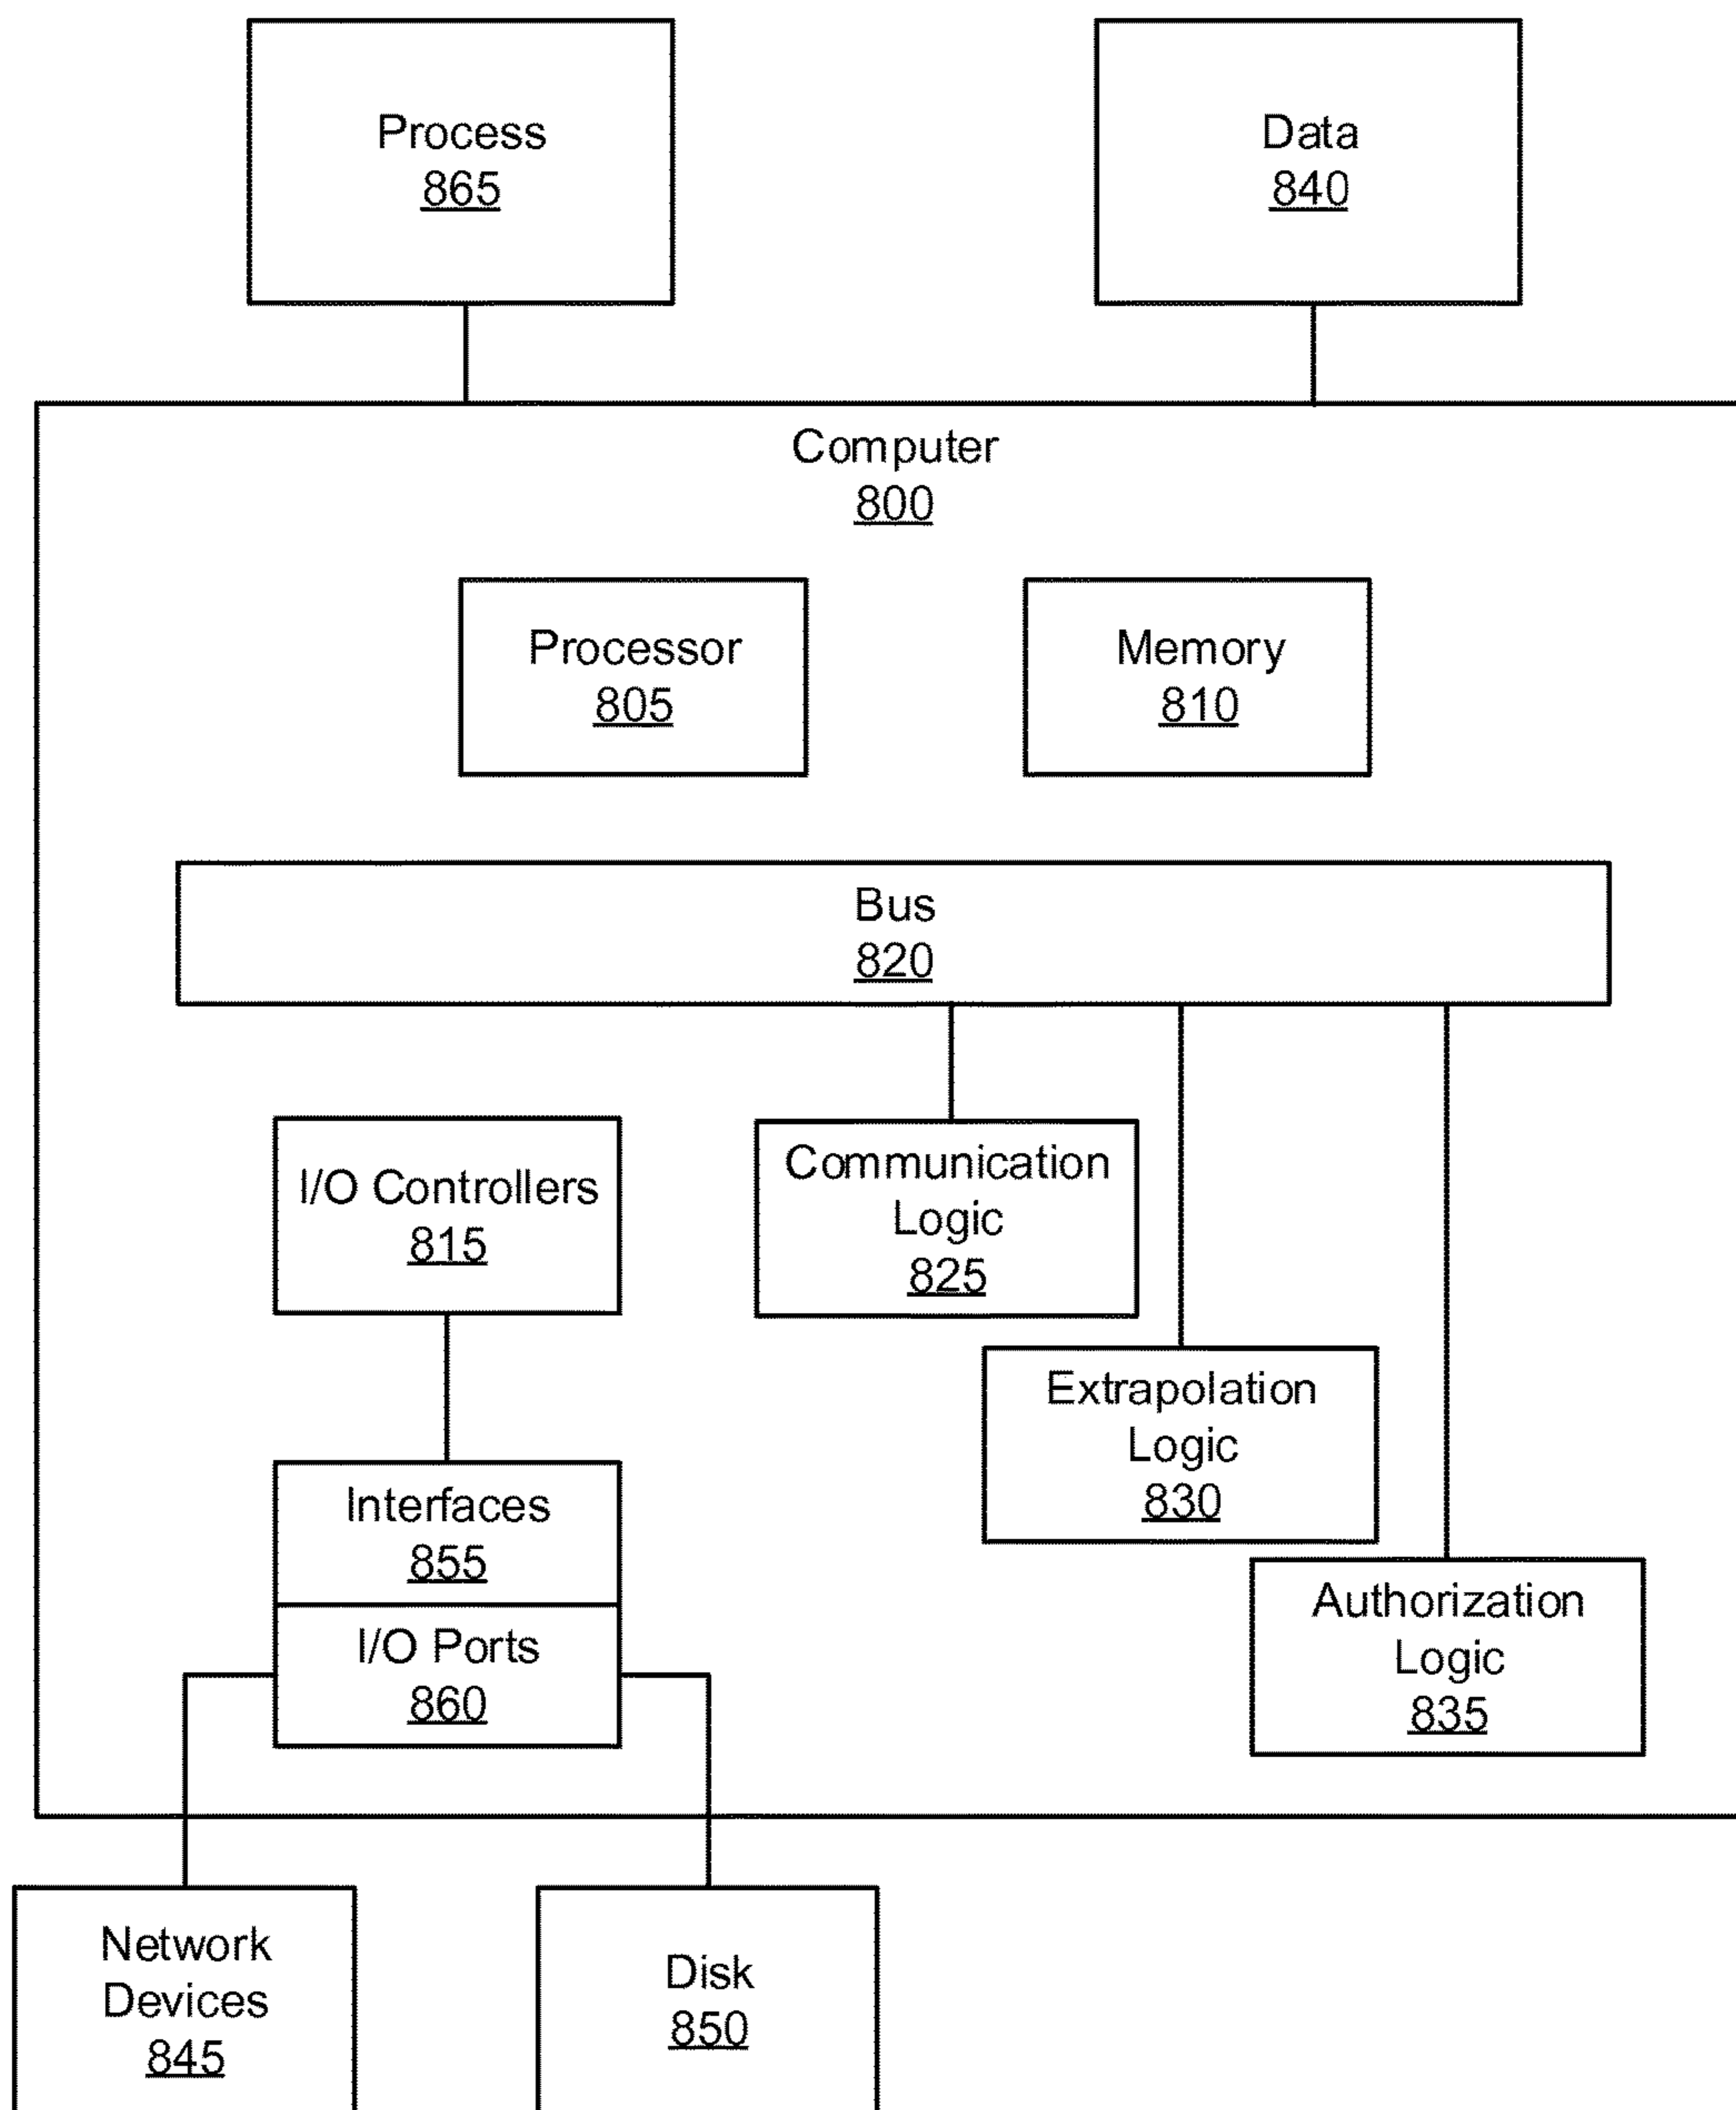 Process
865
Data
840
Computer
800
Processor
805
Memory
810
Bus
820
I/O Controllers
815
Communication
Logic
825
Extrapolation
Logic
830
Interfaces
855
Authorization
Logic
835
I/O Ports
860
Network
Devices
845
Disk
850